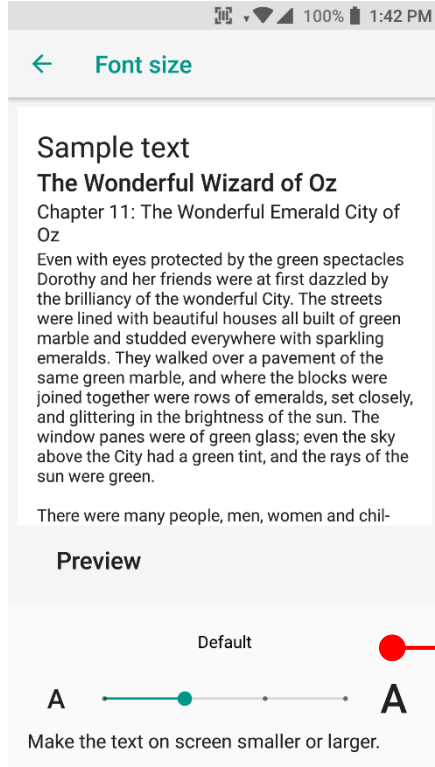 100% 1:42 PM
Font size
Sample text
The Wonderful Wizard of Oz
Chapter 11: The Wonderful Emerald City of
Oz
Even with eyes protected by the green spectacles
Dorothy and her friends were at first dazzled by
the brilliancy of the wonderful City. The streets
were lined with beautiful houses all built of green
marble and studded everywhere with sparkling
emeralds. They walked over a pavement of the
same green marble, and where the blocks were
joined together were rows of emeralds, set closely,
and glittering in the brightness of the sun. The
window panes were of green glass; even the sky
above the City had a green tint, and the rays of the
sun were green.
There were many people, men, women and chil-
Preview
Default
A A
Make the text on screen smaller or larger.